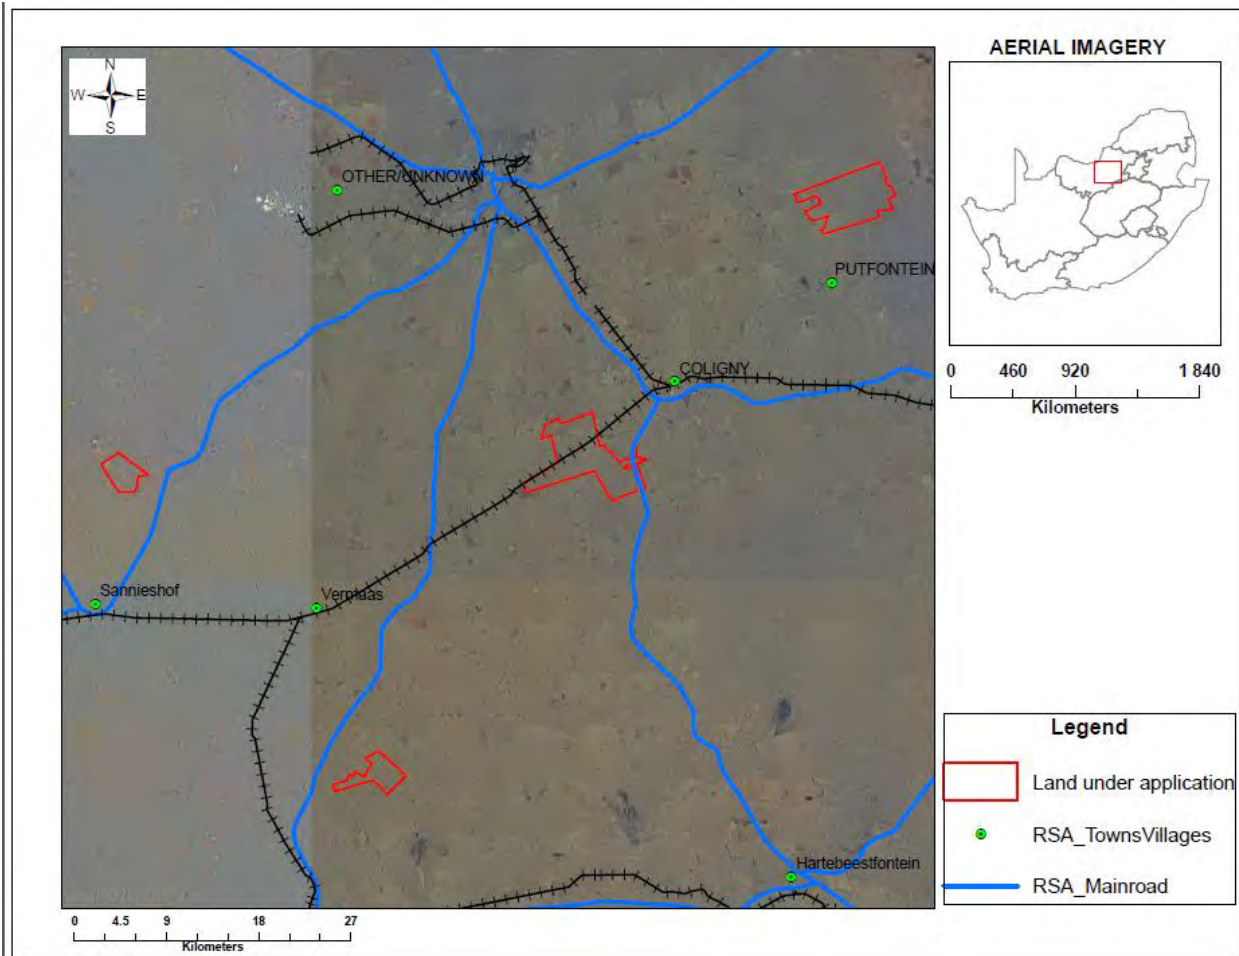 AERIAL IMAGERY
N
W E
S
OTHER/UNKNOWN
PUTFONTEIN
COLIGNY
0 460 920 1 840
Kilometers
Sannieshof
Vermaas
Legend
Land under application
RSA_TownsVillages
Hartebeestfontein
RSA_Mainroad
0 4.5 9 18 27
Kilometers